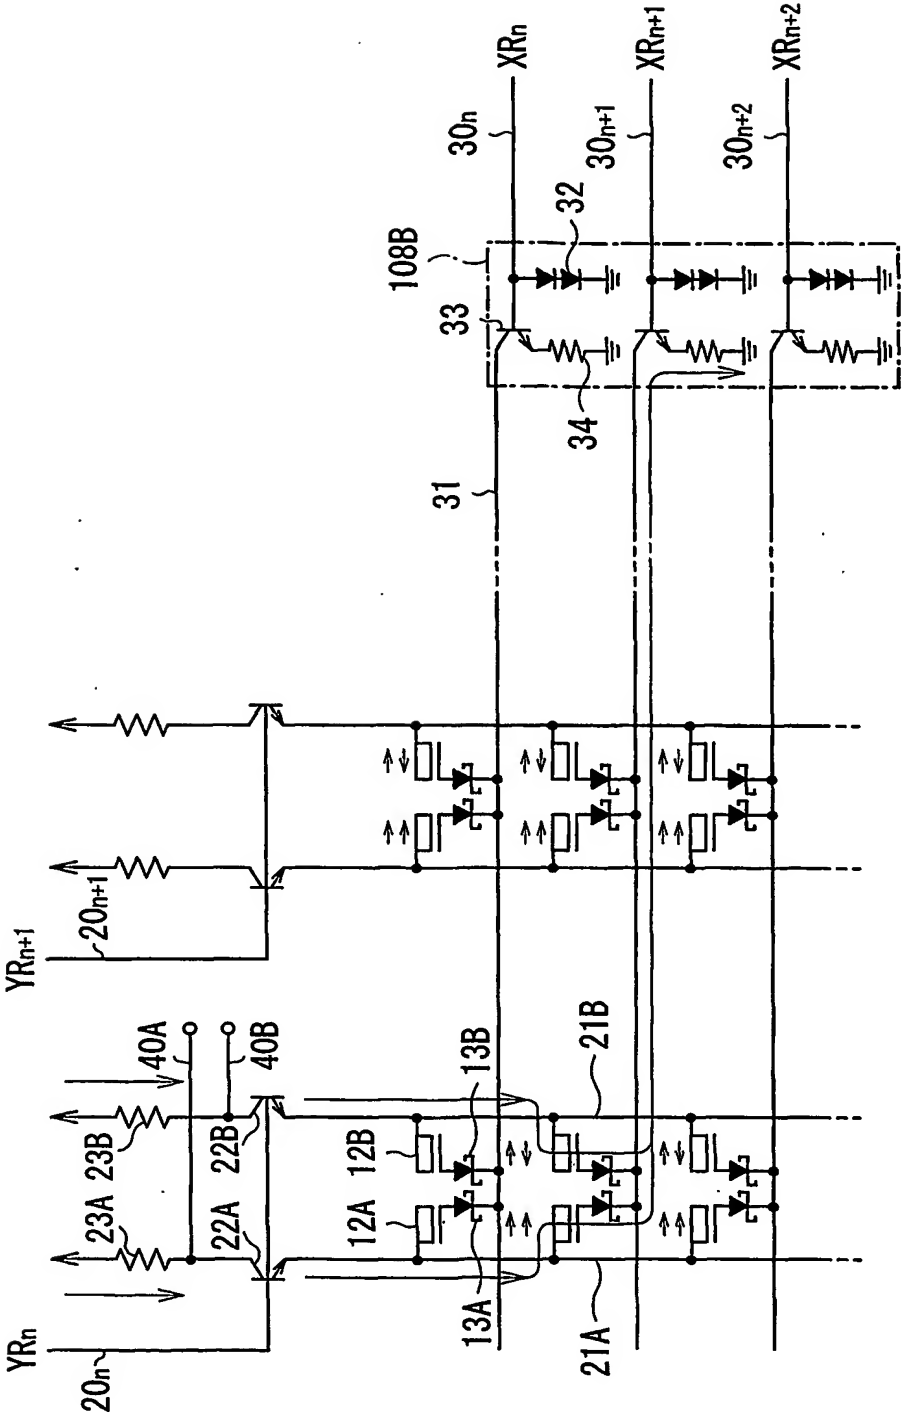 YRn
20n
23A
22A
23B
22B
40A
40B
YRn+1
20n+1
12A
12B
13A
13B
21A
21B
31
33
34
108B
32
30n
XRn
30n+1
XRn+1
30n+2
XRn+2